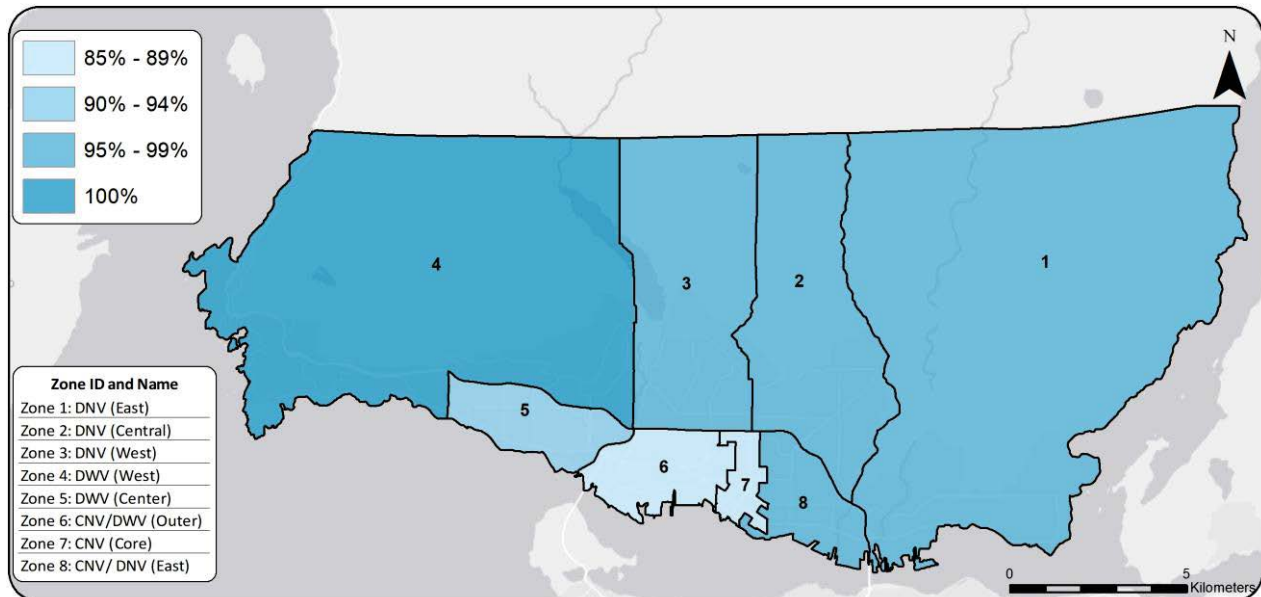 85% - 89%
90% - 94%
95% - 99%
100%
N
4
3
2
1
5
6
7
8
Zone ID and Name
Zone 1: DNV (East)
Zone 2: DNV (Central)
Zone 3: DNV (West)
Zone 4: DWV (West)
Zone 5: DWV (Center)
Zone 6: CNV/DWV (Outer)
Zone 7: CNV (Core)
Zone 8: CNV/ DNV (East)
0 5
Kilometers